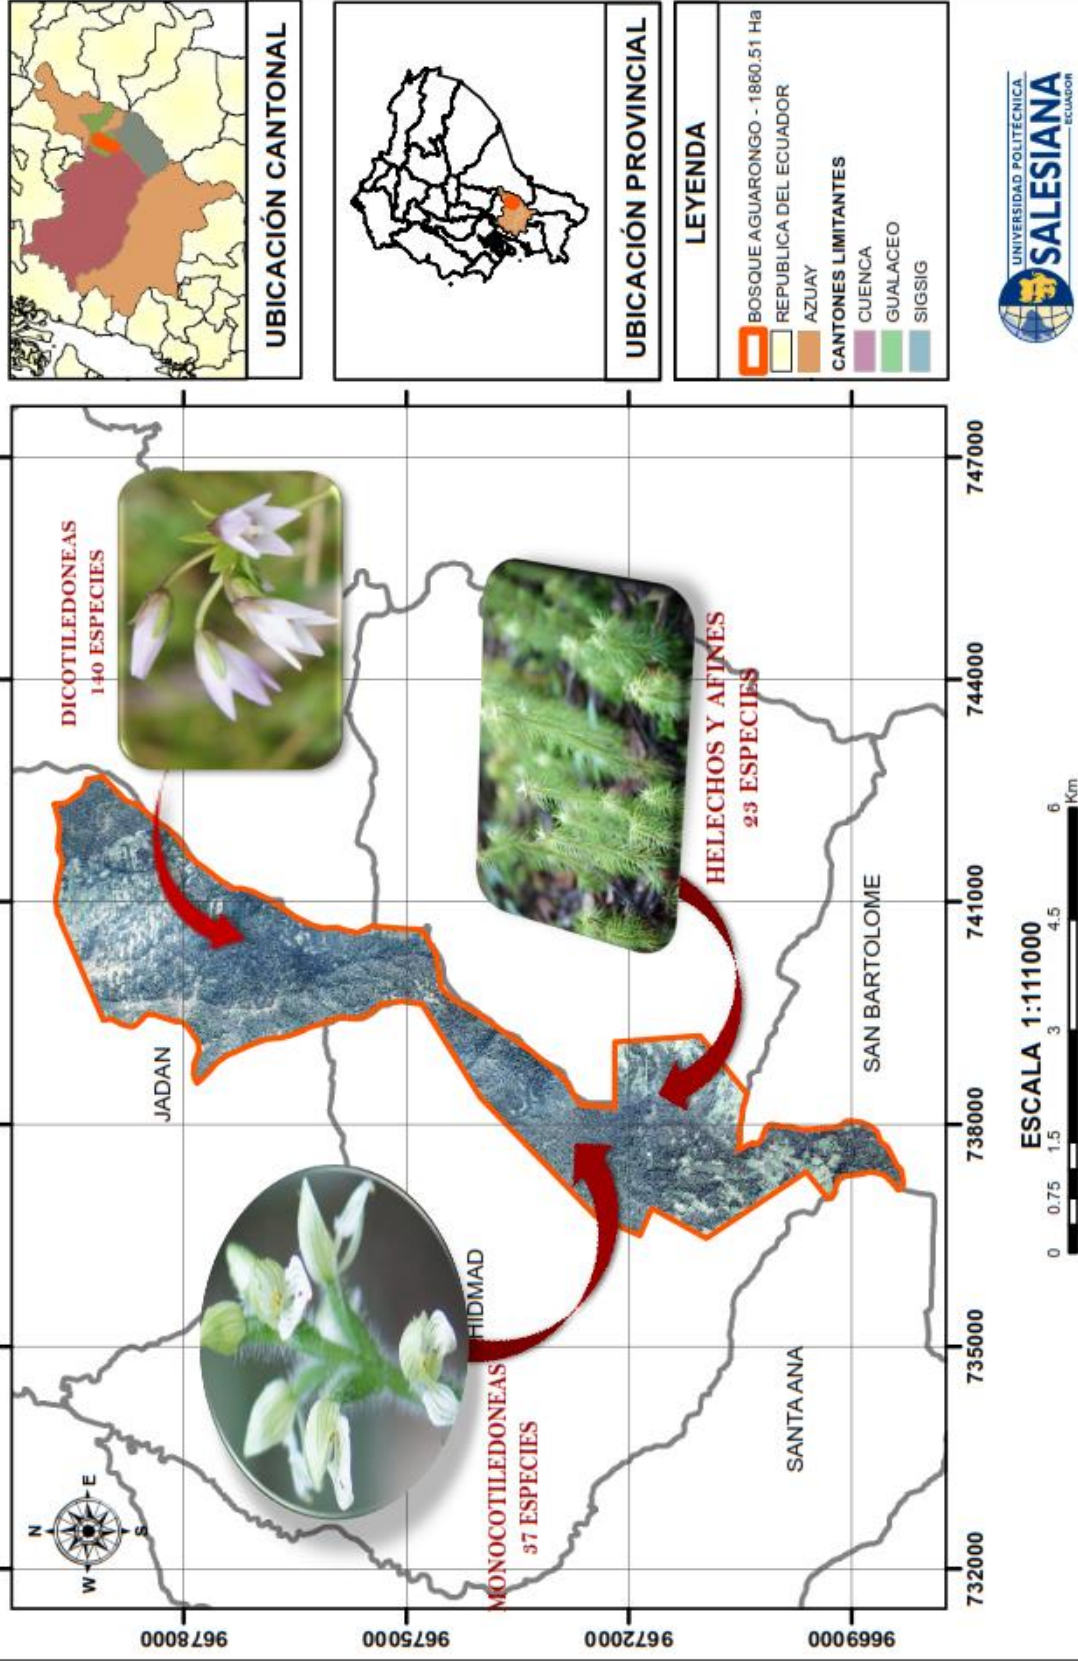 DICOTILEDONEAS
140 ESPECIES
JADAN
HIDMAD
MONOCOTILEDONEAS
37 ESPECIES
HELECHOS Y AFINES
23 ESPECIES
SANTA ANA
SAN BARTOLOME
N
W
E
S
9678000
9675000
9672000
9669000
732000
735000
738000
741000
744000
747000
ESCALA 1:111000
0 0.75 1.5 3 4.5 6
Km
UBICACIÓN CANTONAL
UBICACIÓN PROVINCIAL
LEYENDA
BOSQUE AGUARONGO - 1860.51 Ha
REPUBLICA DEL ECUADOR
AZUAY
CANTONES LIMITANTES
CUENCA
GUALACEO
SIGSIG
UNIVERSIDAD POLITÉCNICA
SALESIANA
ECUADOR